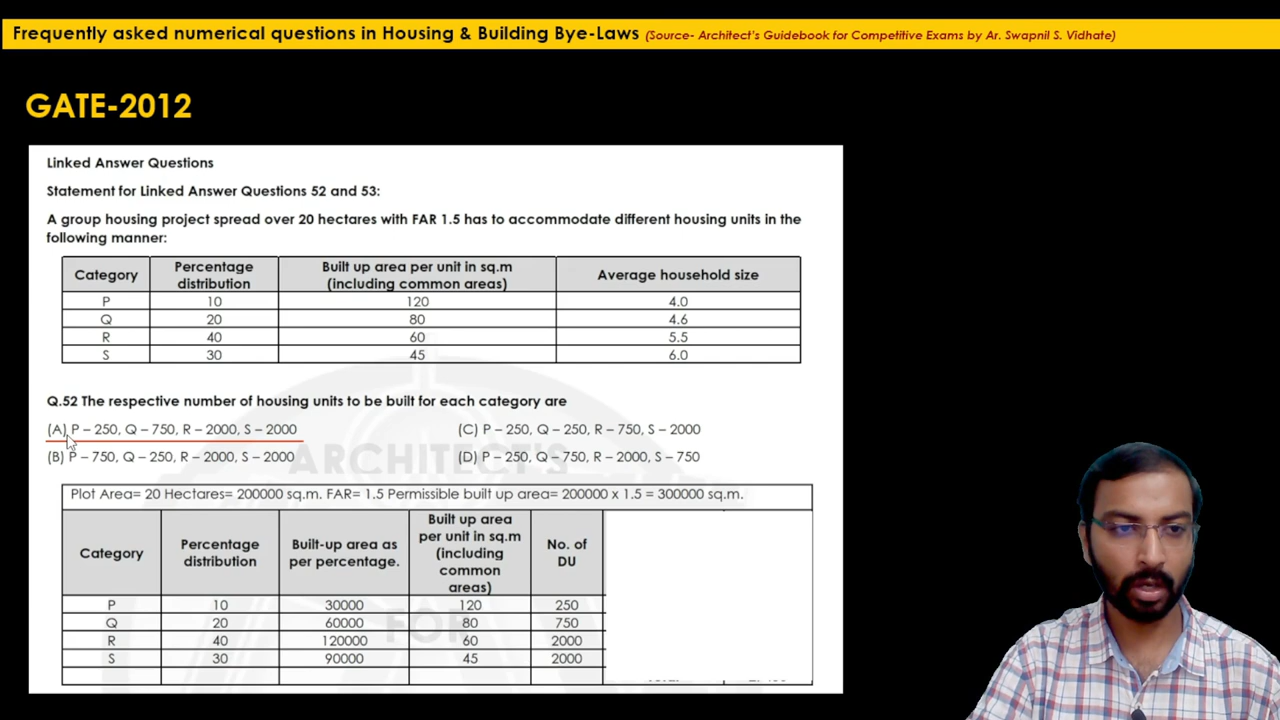 Frequently asked numerical questions in Housing & Building Bye-Laws (Source- Architect's Guidebook for Competitive Exams by Ar. Swapnil S. Vidhate)
GATE-2012
Linked Answer Questions
Statement for Linked Answer Questions 52 and 53:
A group housing project spread over 20 hectares with FAR 1.5 has to accommodate different housing units in the
following manner:
Category Percentage distribution Built up area per unit in sq.m (including common areas) Average household size
P 10 120 4.0
Q 20 80 4.6
R 40 60 5.5
S 30 45 6.0
Q.52 The respective number of housing units to be built for each category are
(A) P – 250, Q – 750, R – 2000, S – 2000 (C) P – 250, Q – 250, R – 750, S – 2000
(B) P – 750, Q – 250, R – 2000, S – 2000 (D) P – 250, Q – 750, R – 2000, S – 750
ARCHITECT'S
Plot Area= 20 Hectares= 200000 sq.m. FAR= 1.5 Permissible built up area= 200000 x 1.5 = 300000 sq.m.
Category Percentage distribution Built-up area as per percentage. Built up area per unit in sq.m (including common areas) No. of DU
P 10 30000 120 250
Q 20 60000 80 750
FOR
R 40 120000 60 2000
S 30 90000 45 2000